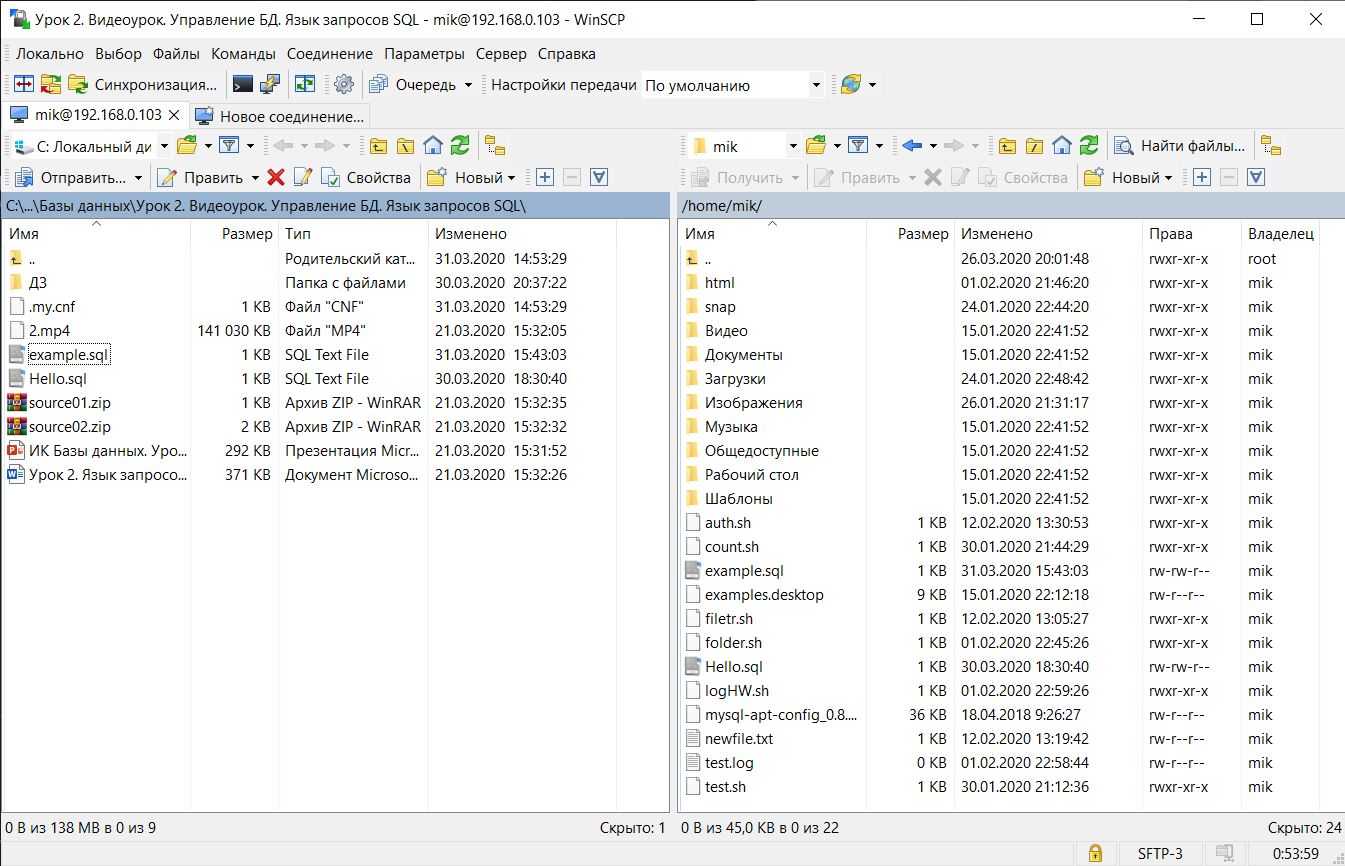 Урок 2. Видеоурок. Управление БД. Язык запросов SQL - mik@192.168.0.103 - WinSCP
Локально Выбор Файлы Команды Соединение Параметры Сервер Справка
Синхронизация... Очередь Настройки передачи По умолчанию
mik@192.168.0.103 Новое соединение...
C: Локальный ди mik Найти файлы...
Отправить... Править Свойства Новый Получить Править Свойства Новый
C:\...\Базы данных\Урок 2. Видеоурок. Управление БД. Язык запросов SQL\ /home/mik/
Имя Размер Тип Изменено Имя Размер Изменено Права Владелец
.. Родительский кат... 31.03.2020 14:53:29 .. 26.03.2020 20:01:48 rwxr-xr-x root
ДЗ Папка с файлами 30.03.2020 20:37:22 html 01.02.2020 21:46:20 rwxr-xr-x mik
.my.cnf 1 KB Файл "CNF" 31.03.2020 14:53:29 snap 24.01.2020 22:44:20 rwxr-xr-x mik
2.mp4 141 030 KB Файл "MP4" 21.03.2020 15:32:05 Видео 15.01.2020 22:41:52 rwxr-xr-x mik
example.sql 1 KB SQL Text File 31.03.2020 15:43:03 Документы 15.01.2020 22:41:52 rwxr-xr-x mik
Hello.sql 1 KB SQL Text File 30.03.2020 18:30:40 Загрузки 24.01.2020 22:48:42 rwxr-xr-x mik
source01.zip 1 KB Архив ZIP - WinRAR 21.03.2020 15:32:35 Изображения 26.01.2020 21:31:17 rwxr-xr-x mik
source02.zip 2 KB Архив ZIP - WinRAR 21.03.2020 15:32:32 Музыка 15.01.2020 22:41:52 rwxr-xr-x mik
ИК Базы данных. Уро... 292 KB Презентация Micr... 21.03.2020 15:31:52 Общедоступные 15.01.2020 22:41:52 rwxr-xr-x mik
Урок 2. Язык запросо... 371 KB Документ Microso... 21.03.2020 15:32:26 Рабочий стол 15.01.2020 22:41:52 rwxr-xr-x mik
Шаблоны 15.01.2020 22:41:52 rwxr-xr-x mik
auth.sh 1 KB 12.02.2020 13:30:53 rwxr-xr-x mik
count.sh 1 KB 30.01.2020 21:44:29 rwxr-xr-x mik
example.sql 1 KB 31.03.2020 15:43:03 rw-rw-r-- mik
examples.desktop 9 KB 15.01.2020 22:12:18 rw-r--r-- mik
filetr.sh 1 KB 12.02.2020 13:05:27 rwxr-xr-x mik
folder.sh 1 KB 01.02.2020 22:45:26 rwxr-xr-x mik
Hello.sql 1 KB 30.03.2020 18:30:40 rw-rw-r-- mik
logHW.sh 1 KB 01.02.2020 22:59:26 rwxr-xr-x mik
mysql-apt-config_0.8.... 36 KB 18.04.2018 9:26:27 rw-r--r-- mik
newfile.txt 1 KB 12.02.2020 13:19:42 rw-r--r-- mik
test.log 0 KB 01.02.2020 22:58:44 rw-r--r-- mik
test.sh 1 KB 30.01.2020 21:12:36 rwxr-xr-x mik
0 B из 138 MB в 0 из 9 Скрыто: 1 0 B из 45,0 KB в 0 из 22 Скрыто: 24
SFTP-3 0:53:59